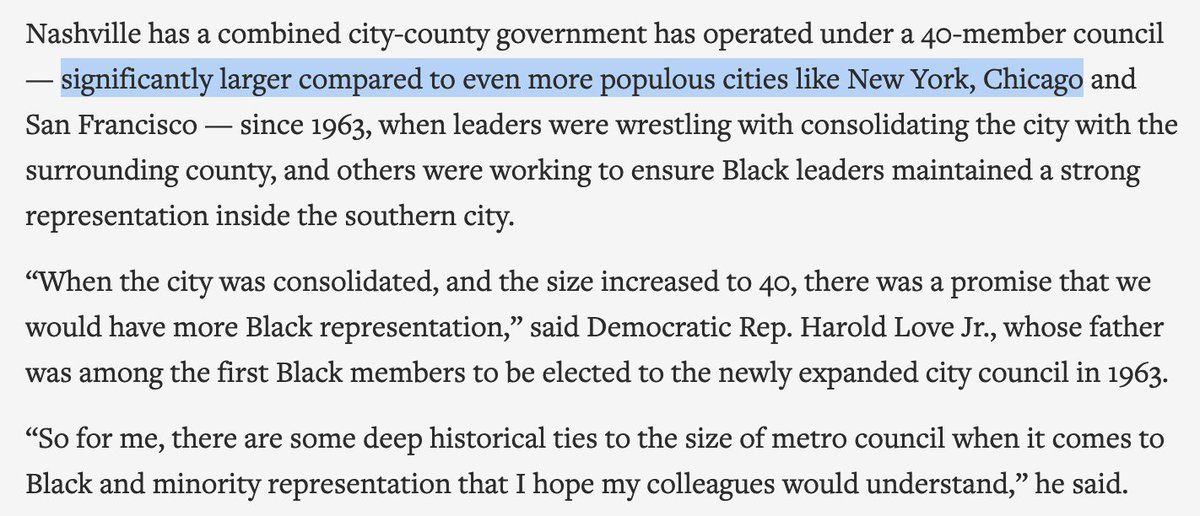 Nashville has a combined city-county government has operated under a 40-member council
— significantly larger compared to even more populous cities like New York, Chicago and
San Francisco — since 1963, when leaders were wrestling with consolidating the city with the
surrounding county, and others were working to ensure Black leaders maintained a strong
representation inside the southern city.
“When the city was consolidated, and the size increased to 40, there was a promise that we
would have more Black representation,” said Democratic Rep. Harold Love Jr., whose father
was among the first Black members to be elected to the newly expanded city council in 1963.
“So for me, there are some deep historical ties to the size of metro council when it comes to
Black and minority representation that I hope my colleagues would understand,” he said.